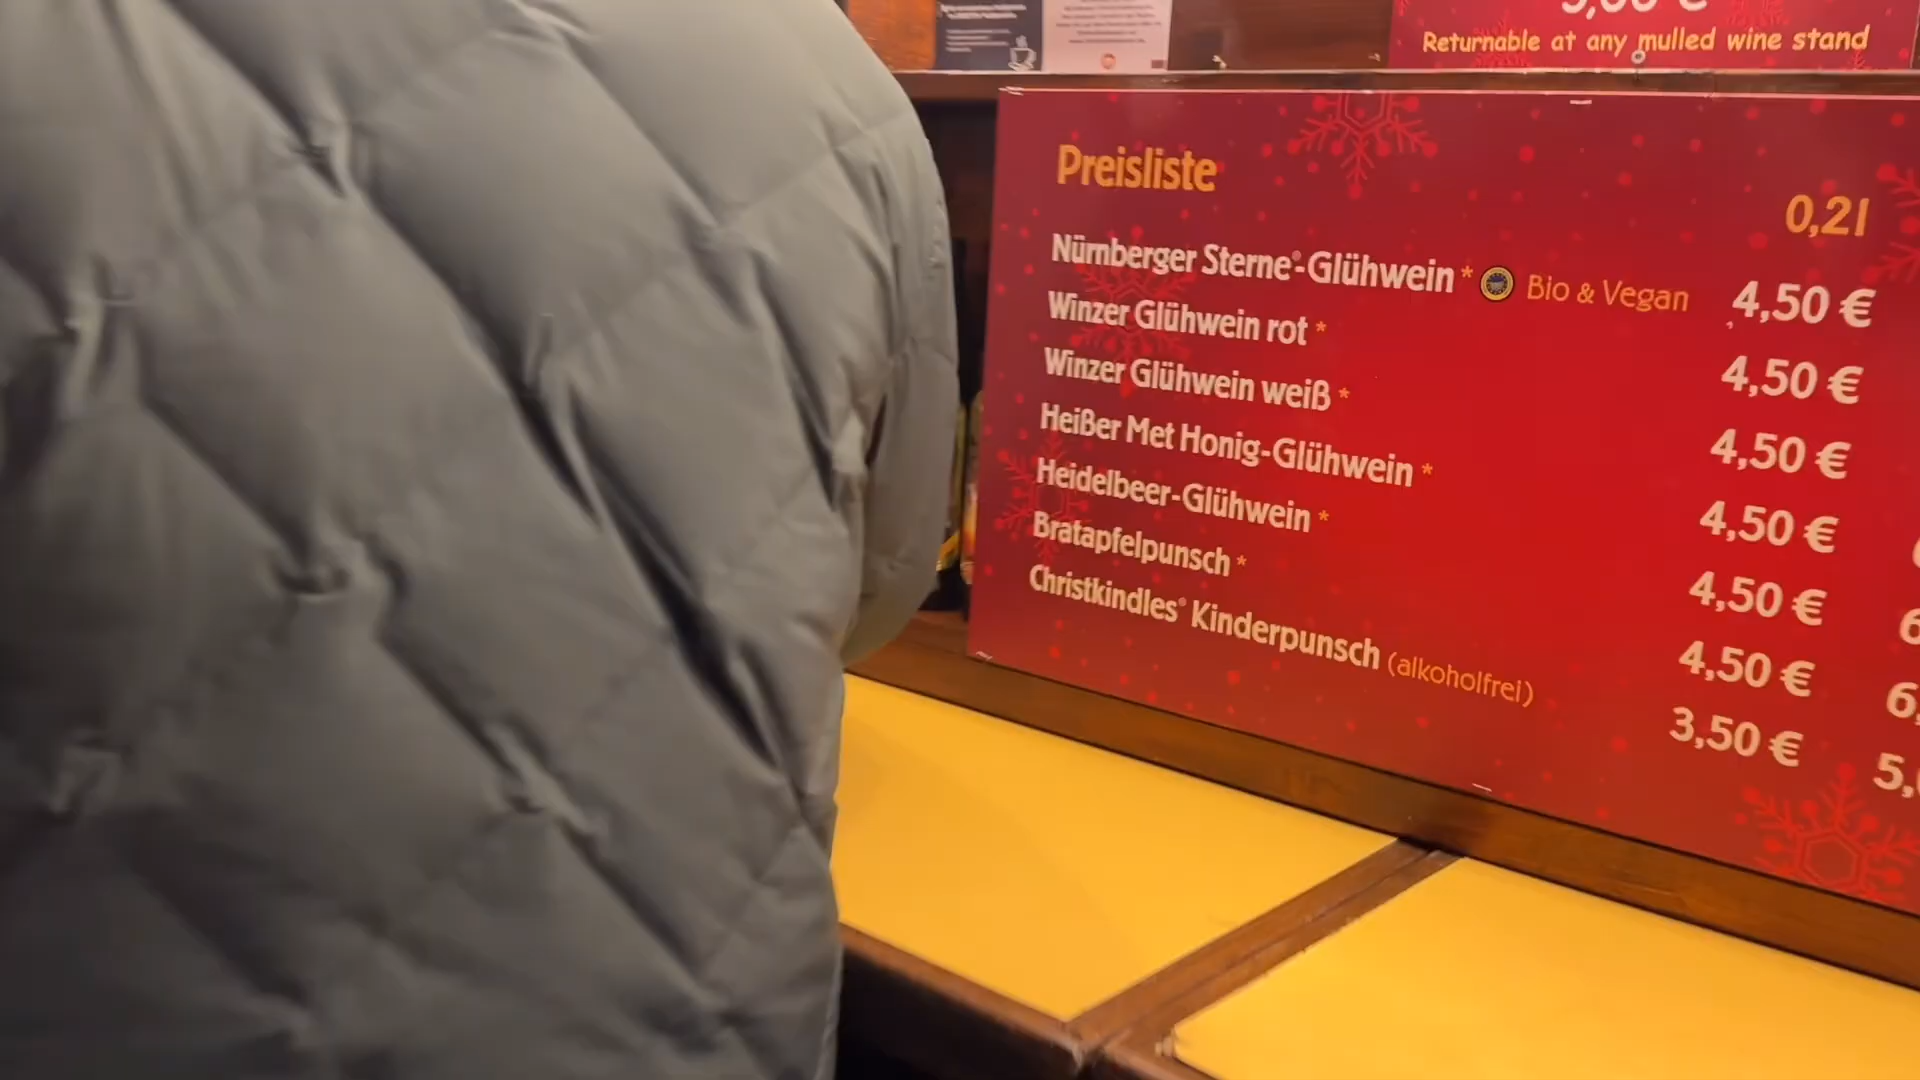 Returnable at any mulled wine stand
Preisliste
0,2l
Nürnberger Sterne®-Glühwein * Bio & Vegan 4,50 €
Winzer Glühwein rot * 4,50 €
Winzer Glühwein weiß * 4,50 €
Heißer Met Honig-Glühwein * 4,50 €
Heidelbeer-Glühwein * 4,50 €
Bratapfelpunsch * 4,50 €
Christkindles® Kinderpunsch (alkoholfrei) 3,50 €